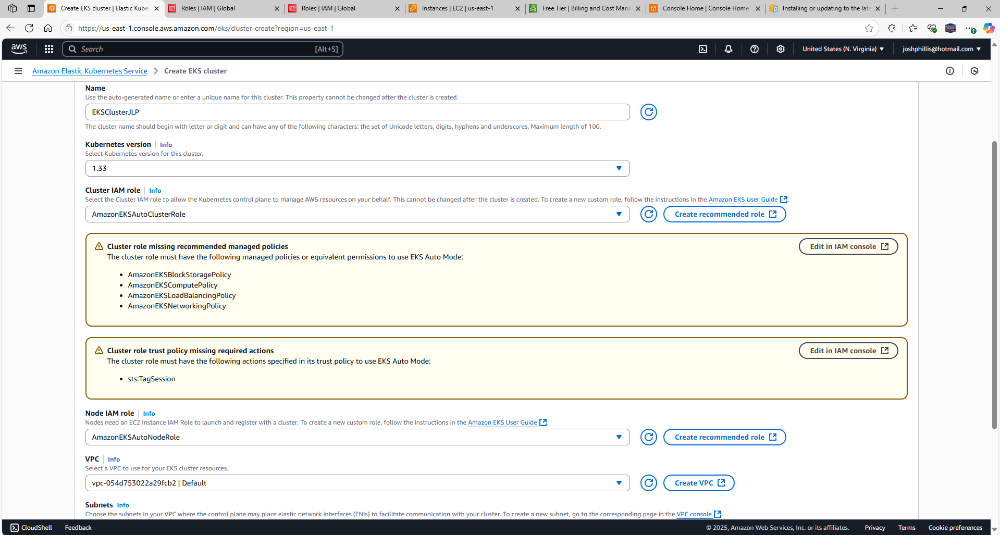 Create EKS cluster | Elastic Kube
Roles | IAM | Global
Roles | IAM | Global
Instances | EC2 | us-east-1
Free Tier | Billing and Cost Mana
Console Home | Console Home
Installing or updating to the late
https://us-east-1.console.aws.amazon.com/eks/cluster-create?region=us-east-1
aws
Search
[Alt+S]
United States (N. Virginia)
joshphillis@hotmail.com
Amazon Elastic Kubernetes Service
Create EKS cluster
Name
Use the auto-generated name or enter a unique name for this cluster. This property cannot be changed after the cluster is created.
EKSClusterJLP
The cluster name should begin with letter or digit and can have any of the following characters: the set of Unicode letters, digits, hyphens and underscores. Maximum length of 100.
Kubernetes version
Info
Select Kubernetes version for this cluster.
1.33
Cluster IAM role
Info
Select the Cluster IAM role to allow the Kubernetes control plane to manage AWS resources on your behalf. This cannot be changed after the cluster is created. To create a new custom role, follow the instructions in the Amazon EKS User Guide.
AmazonEKSAutoClusterRole
Create recommended role
Cluster role missing recommended managed policies
Edit in IAM console
The cluster role must have the following managed policies or equivalent permissions to use EKS Auto Mode:
• AmazonEKSBlockStoragePolicy
• AmazonEKSComputePolicy
• AmazonEKSLoadBalancingPolicy
• AmazonEKSNetworkingPolicy
Cluster role trust policy missing required actions
Edit in IAM console
The cluster role must have the following actions specified in its trust policy to use EKS Auto Mode:
• sts:TagSession
Node IAM role
Info
Nodes need an EC2 Instance IAM Role to launch and register with a cluster. To create a new custom role, follow the instructions in the Amazon EKS User Guide.
AmazonEKSAutoNodeRole
Create recommended role
VPC
Info
Select a VPC to use for your EKS cluster resources.
vpc-054d753022a29fcb2 | Default
Create VPC
Subnets
Info
Choose the subnets in your VPC where the control plane may place elastic network interfaces (ENIs) to facilitate communication with your cluster. To create a new subnet, go to the corresponding page in the VPC console.
CloudShell
Feedback
© 2025, Amazon Web Services, Inc. or its affiliates.
Privacy
Terms
Cookie preferences